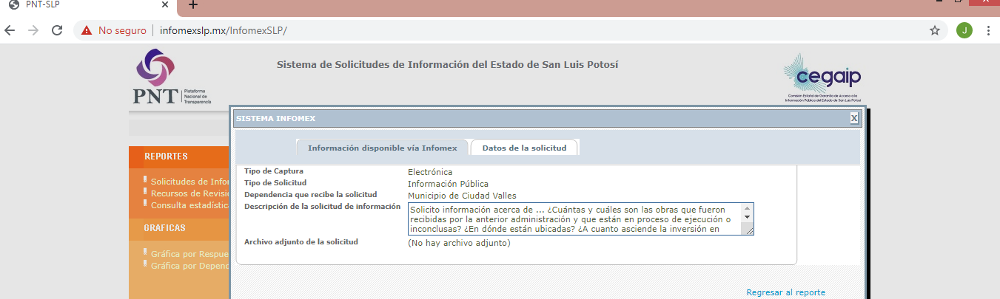 PNT-SLP
No seguro
infomexslp.mx/InfomexSLP/
J
PNT
Plataforma
Nacional de
Transparencia
Sistema de Solicitudes de Información del Estado de San Luis Potosí
cegaip
Comisión Estatal de Garantía de Acceso a la
Información Pública del Estado de San Luis Potosí
SISTEMA INFOMEX
X
Información disponible vía Infomex
Datos de la solicitud
REPORTES
Solicitudes de Infor
Recursos de Revisi
Consulta estadístic
GRAFICAS
Gráfica por Respue
Gráfica por Depend
Tipo de Captura
Electrónica
Tipo de Solicitud
Información Pública
Dependencia que recibe la solicitud
Municipio de Ciudad Valles
Descripción de la solicitud de información
Solicito información acerca de ... ¿Cuántas y cuáles son las obras que fueron
recibidas por la anterior administración y que están en proceso de ejecución o
inconclusas? ¿En dónde están ubicadas? ¿A cuanto asciende la inversión en
Archivo adjunto de la solicitud
(No hay archivo adjunto)
Regresar al reporte